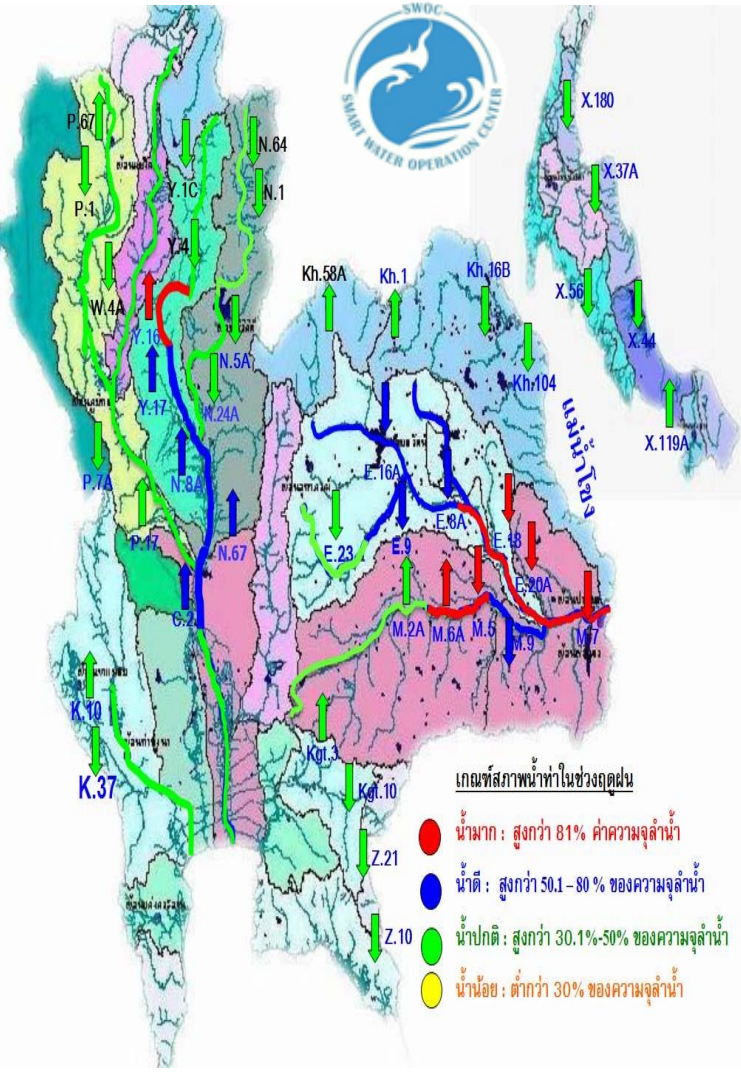 SWOC
SMART WATER OPERATION CENTER
P.67
N.64
Y.1C
P.1
N.1
Y.4
W.4A
Y.16
N.5A
Y.17
N.24A
P.7A
N.8A
P.17
N.67
C.2
K.10
K.37
X.180
X.37A
X.56
X.44
X.119A
Kh.58A
Kh.1
Kh.16B
Kh.104
แม่น้ำโขง
E.16A
E.8A
E.23
E.9
E.18
E.20A
M.2A
M.6A
M.5
M.9
M.7
Kgt.3
Kgt.10
Z.21
Z.10
เกณฑ์สภาพน้ำท่าในช่วงฤดูฝน
น้ำมาก : สูงกว่า 81% ค่าความจุลำน้ำ
น้ำดี : สูงกว่า 50.1 – 80 % ของความจุลำน้ำ
น้ำปกติ : สูงกว่า 30.1%-50% ของความจุลำน้ำ
น้ำน้อย : ต่ำกว่า 30% ของความจุลำน้ำ